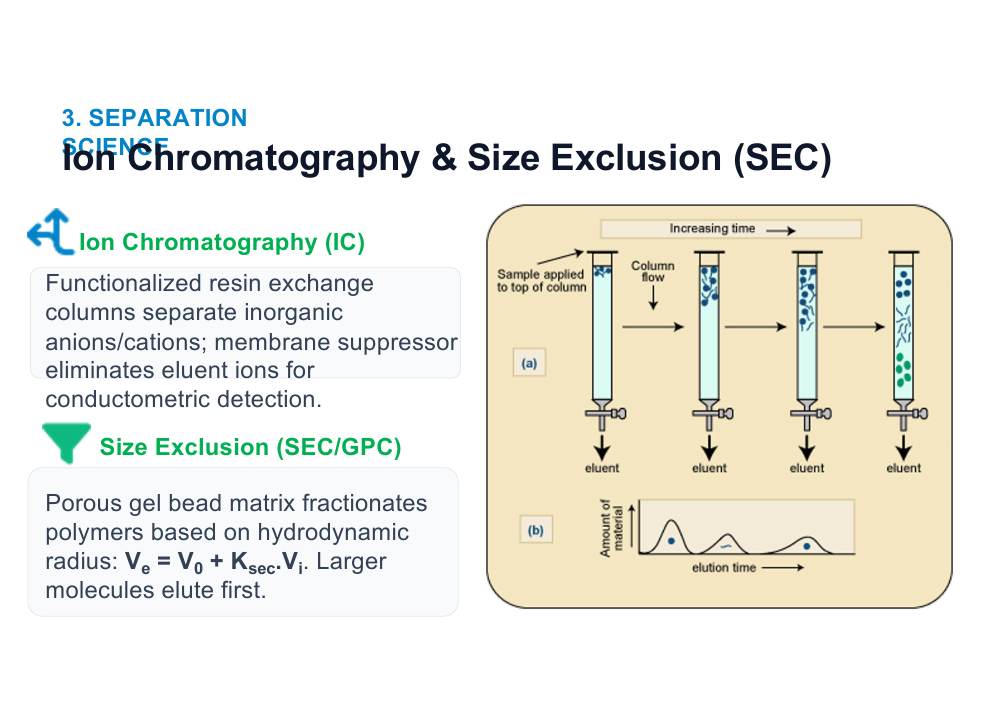 3. SEPARATION
SCIENCE
Ion Chromatography & Size Exclusion (SEC)
Ion Chromatography (IC)
Functionalized resin exchange
columns separate inorganic
anions/cations; membrane suppressor
eliminates eluent ions for
conductometric detection.
Size Exclusion (SEC/GPC)
Porous gel bead matrix fractionates
polymers based on hydrodynamic
radius: Ve = V0 + Ksec.Vi. Larger
molecules elute first.
Increasing time
Sample applied
to top of column
Column
flow
(a)
eluent
eluent
eluent
eluent
(b)
Amount of
material
elution time